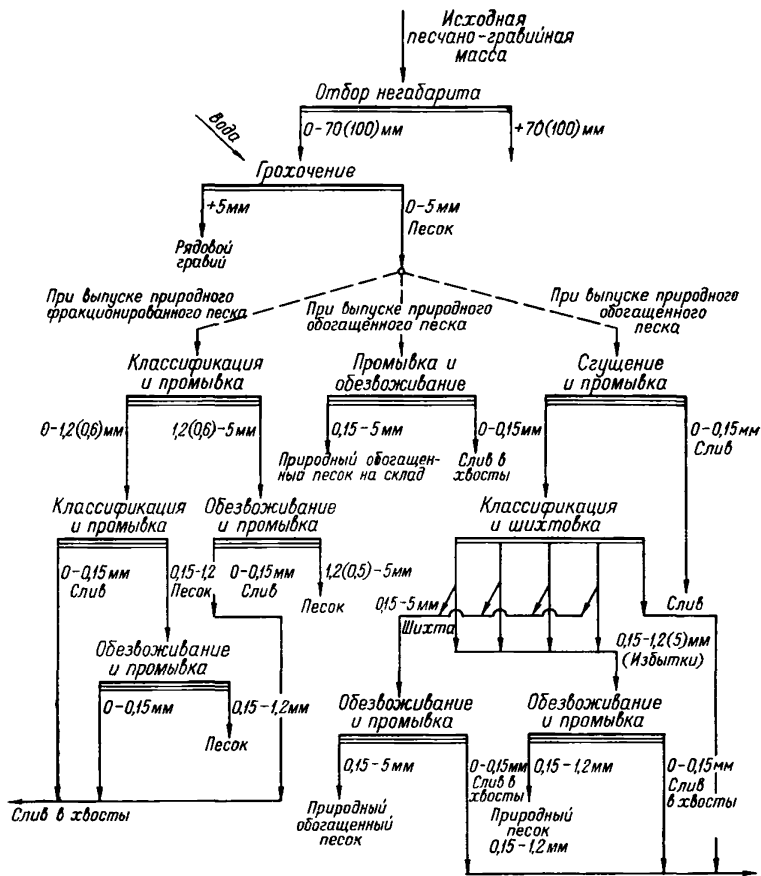 Исходная
песчано-гравийная
масса
Отбор негабарита
вода
0-70(100)мм
+70(100)мм
Грохочение
+5мм
0-5мм
Песок
Рядовой
гравий
При выпуске природного
фракционированного песка
При выпуске природного
обогащённого песка
При выпуске природного
обогащённого
песка
Классификация
и промывка
Промывка и
обезвоживание
Сгущение
и промывка
0-1,2(0,6)мм
1,2(0,6)-5мм
0,15-5мм
0-0,15мм
0-0,15мм
Слив
Природный обогащен-
ный песок на склад
Слив в
хвосты
Классификация
и промывка
Обезвоживание
и промывка
Классификация
и шихтовка
0-0,15мм
Слив
0,15-1,2
Песок
0-0,15мм
Слив
1,2(0,5)-5мм
Песок
0,15-5мм
Шихта
Слив
0,15-1,2(5)мм
(Избытки)
Обезвоживание
и промывка
0-0,15мм
0,15-1,2мм
Песок
Обезвоживание
и промывка
Обезвоживание
и промывка
0,15-5мм
0-0,15мм
Слив в
хвосты
0,15-1,2мм
0-0,15мм
Слив
в хвосты
Природный
обогащенный
песок
Природный
песок
0,15-1,2мм
Слив в хвосты